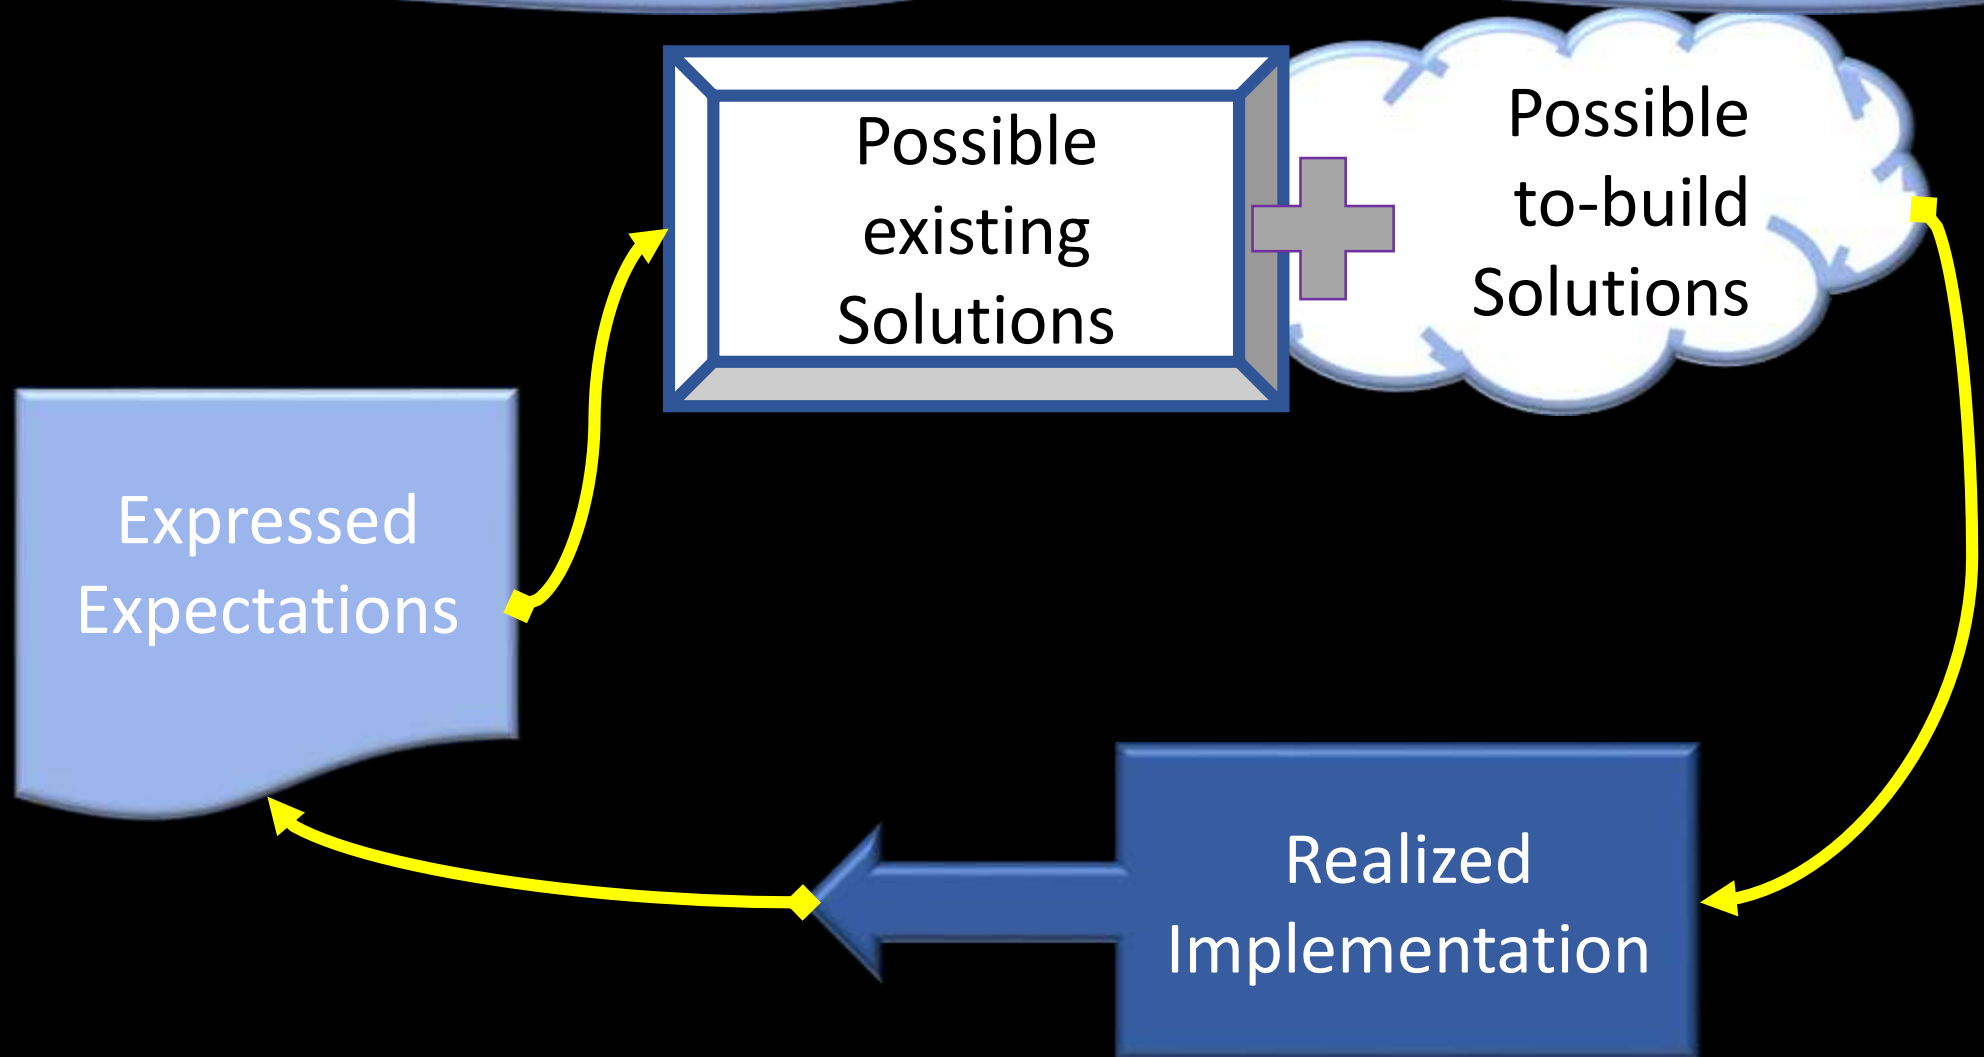 Possible
existing
Solutions
Possible
to-build
Solutions
Expressed
Expectations
Realized
Implementation